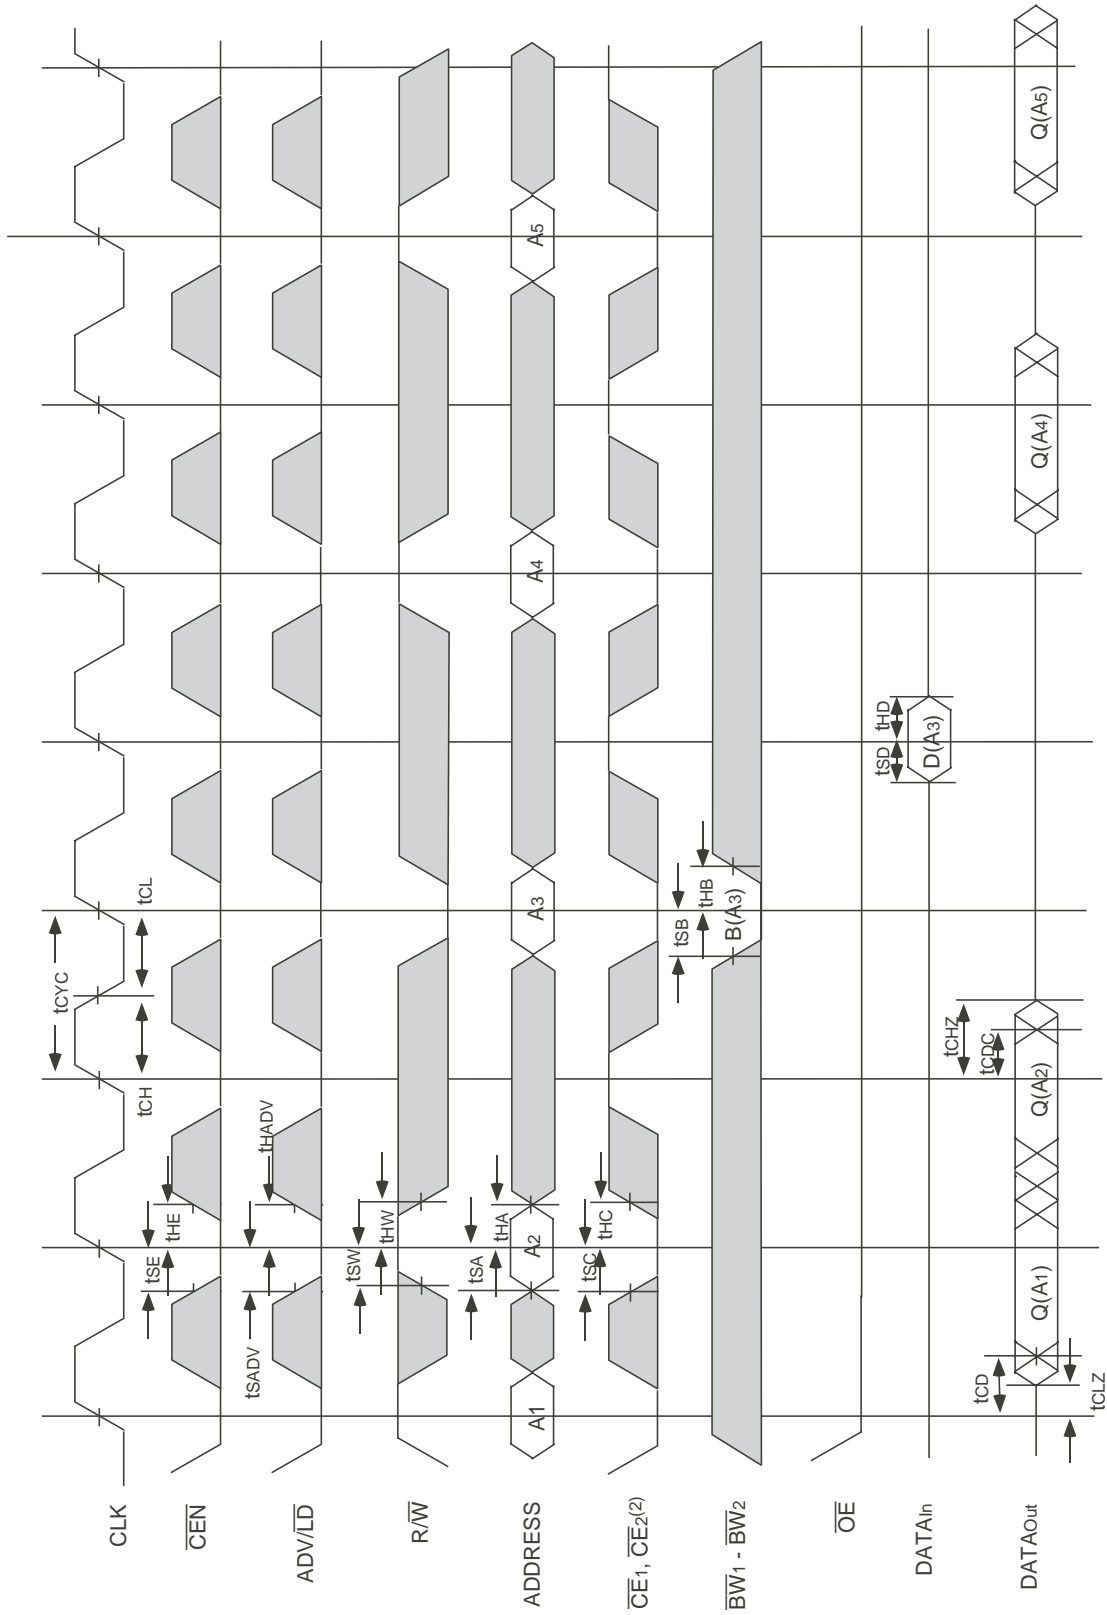 CLK
tCH
tCYC
tCL
CEN
tSE
tHE
ADV/LD
tSADV
tHADV
R/W
tSW
tHW
ADDRESS
A1
tSA
tHA
A2
A3
A4
A5
CE1, CE2(2)
tSC
tHC
BW1 - BW2
tSB
tHB
B(A3)
OE
DATAIn
tSD
tHD
D(A3)
DATAOut
tCLZ
tCD
Q(A1)
Q(A2)
tCHZ
tCDC
Q(A4)
Q(A5)